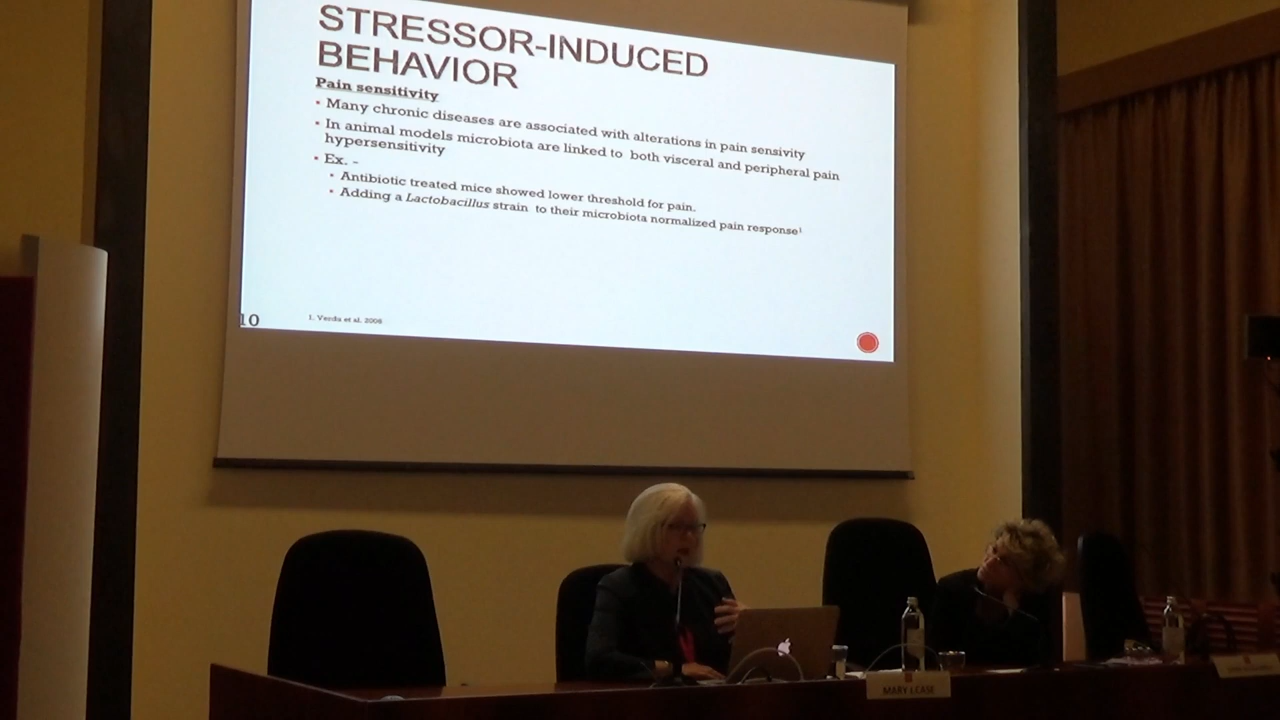 STRESSOR-INDUCED
BEHAVIOR
Pain sensitivity
▪ Many chronic diseases are associated with alterations in pain sensivity
▪ In animal models microbiota are linked to both visceral and peripheral pain
hypersensitivity
▪ Ex. -
▪ Antibiotic treated mice showed lower threshold for pain.
▪ Adding a Lactobacillus strain to their microbiota normalized pain response¹
10
1. Verdu et al. 2006
MARY I.CASE